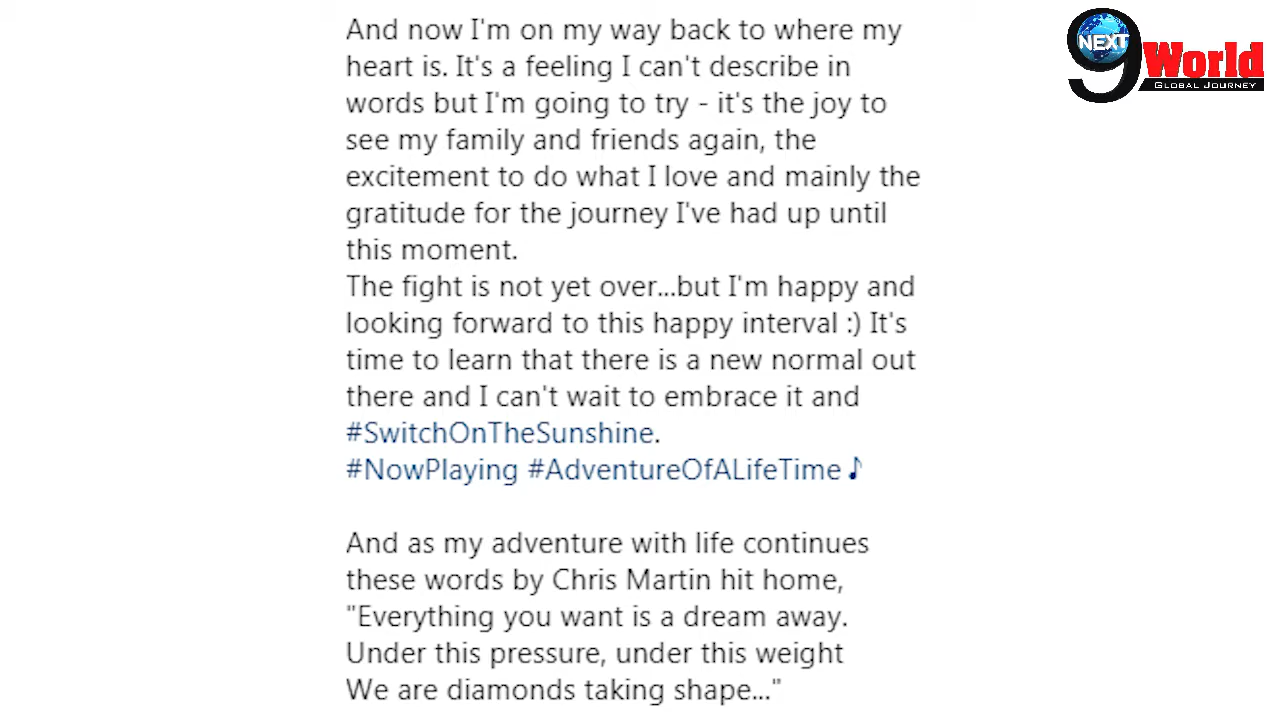 And now I'm on my way back to where my
heart is. It's a feeling I can't describe in
words but I'm going to try - it's the joy to
see my family and friends again, the
excitement to do what I love and mainly the
gratitude for the journey I've had up until
this moment.
The fight is not yet over...but I'm happy and
looking forward to this happy interval :) It's
time to learn that there is a new normal out
there and I can't wait to embrace it and
#SwitchOnTheSunshine.
#NowPlaying #AdventureOfALifeTime♪
And as my adventure with life continues
these words by Chris Martin hit home,
"Everything you want is a dream away.
Under this pressure, under this weight
We are diamonds taking shape..."
NEXT
9 World
GLOBAL JOURNEY